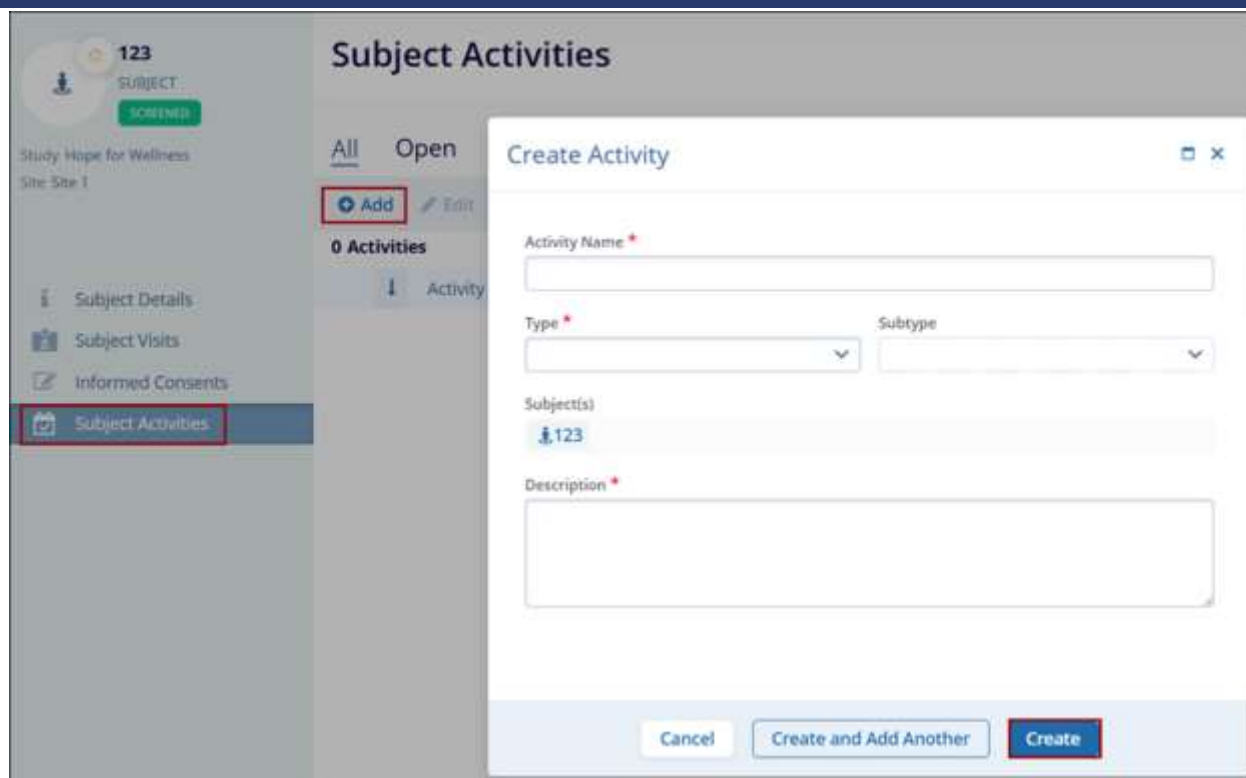 123
SUBJECT
SCREENED
Study Hope for Wellness
Site Site 1
Subject Details
Subject Visits
Informed Consents
Subject Activities
Subject Activities
All Open
Add Edit
0 Activities
Activity
Create Activity
Activity Name *
Type * Subtype
Subject(s)
123
Description *
Cancel Create and Add Another Create